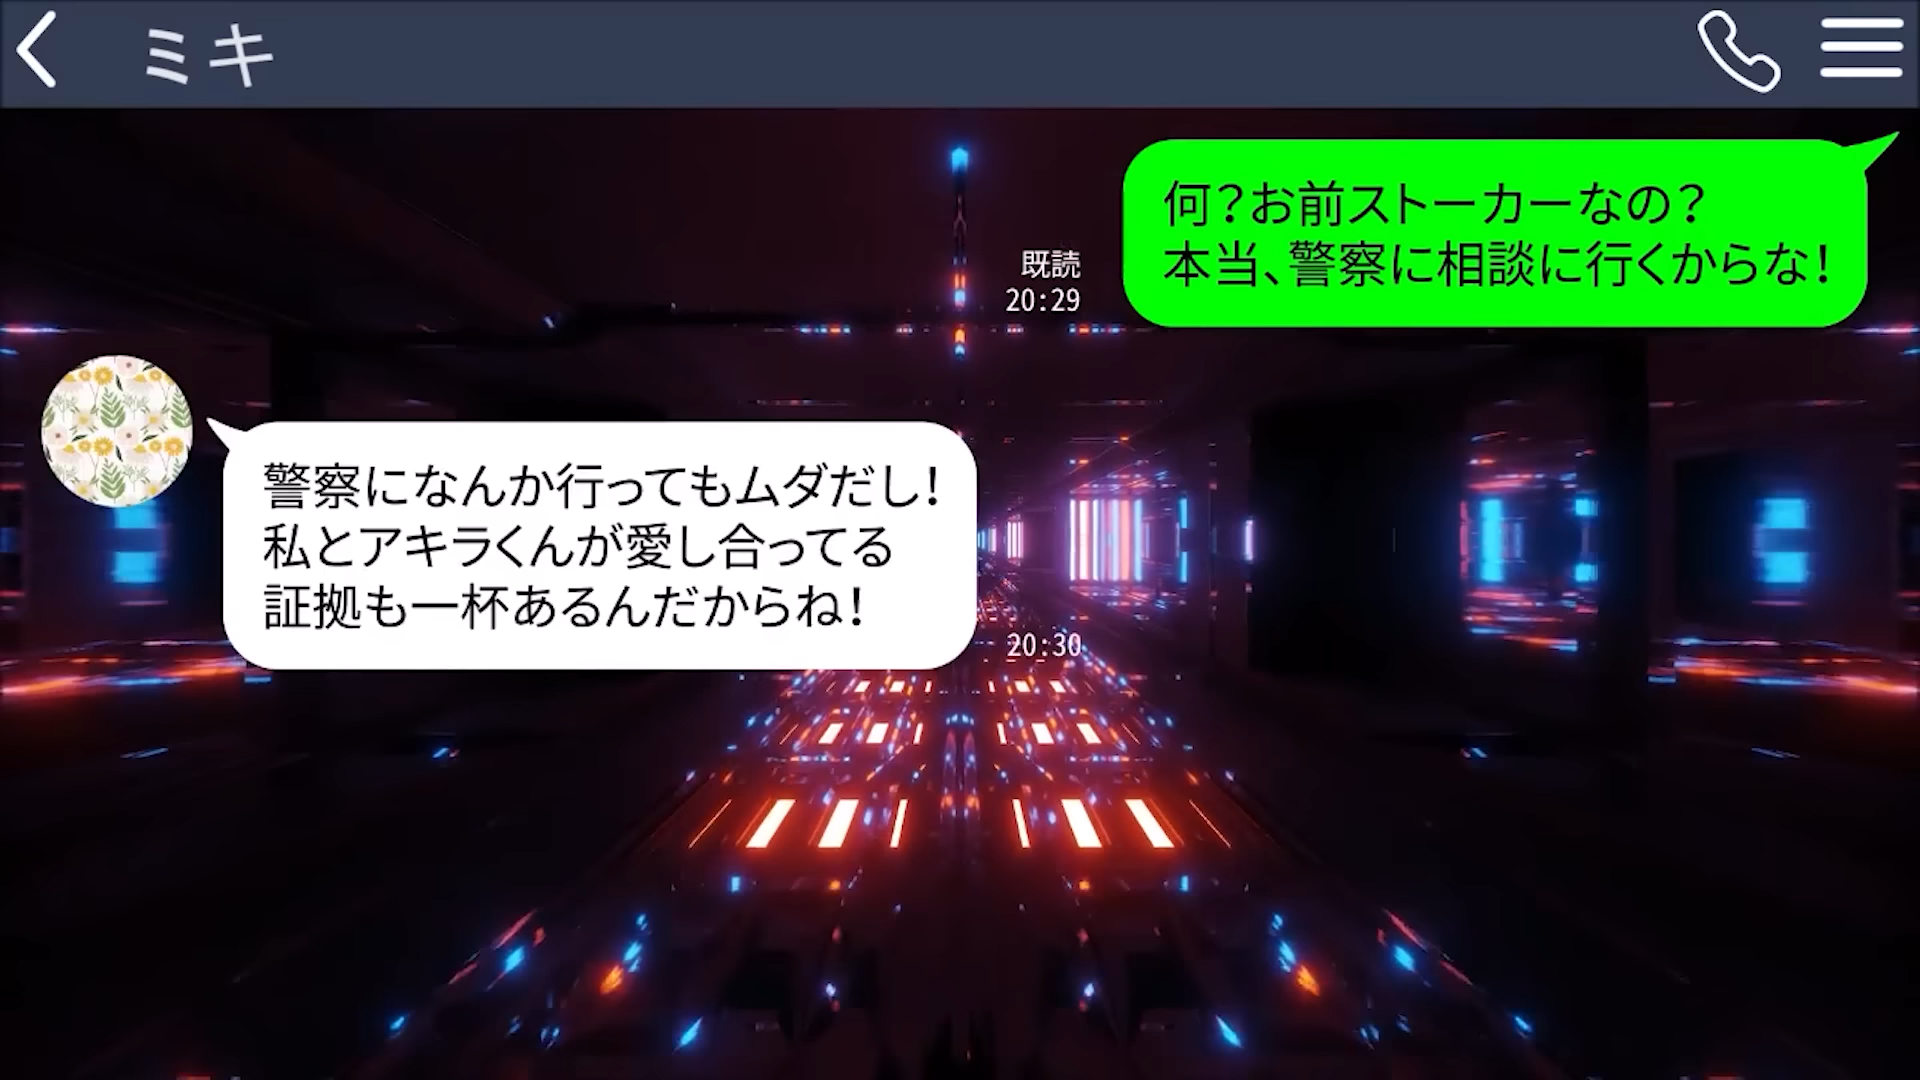 ミキ
何？お前ストーカーなの？
本当、警察に相談に行くからな！
既読
20:29
警察になんか行ってもムダだし！
私とアキラくんが愛し合ってる
証拠も一杯あるんだからね！
20:30